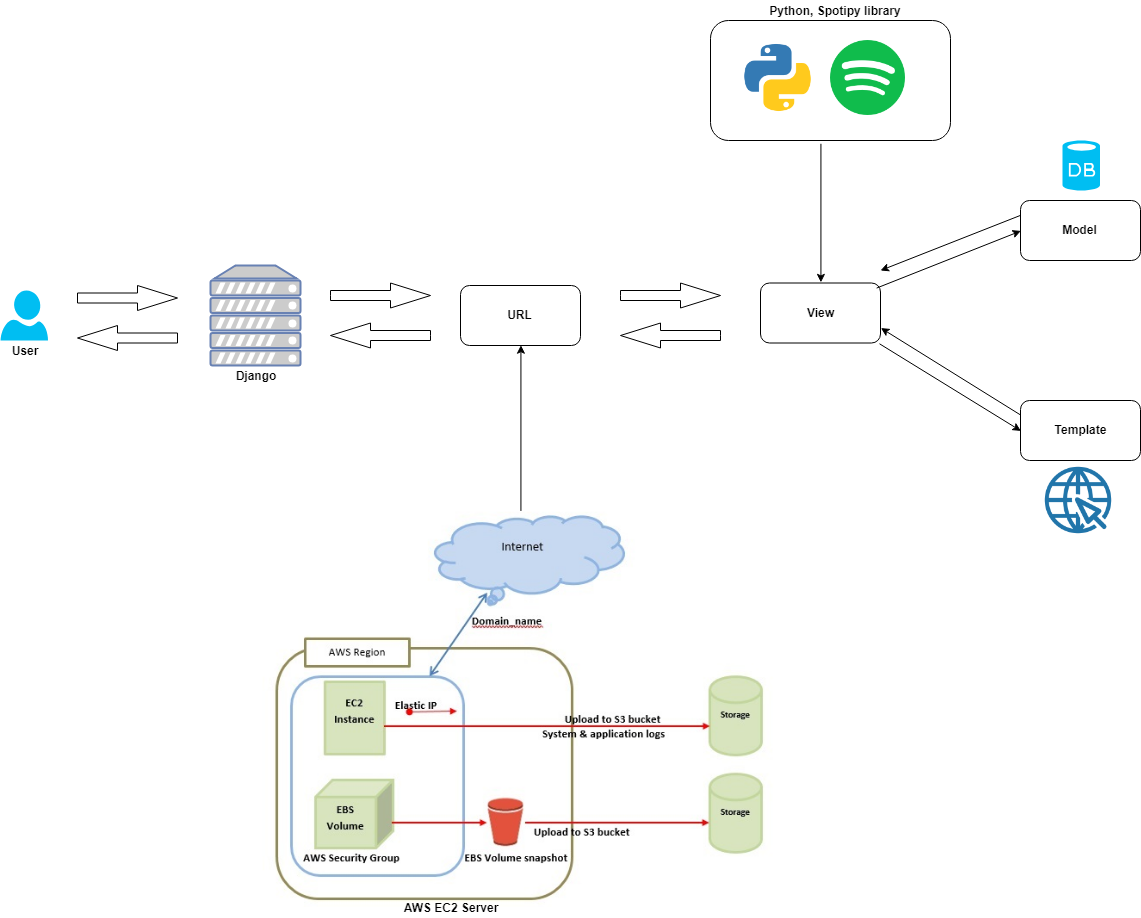 Python, Spotipy library
DB
Model
User
Django
URL
View
Template
Internet
Domain_name
AWS Region
EC2
Instance
Elastic IP
Upload to S3 bucket
System & application logs
Storage
EBS
Volume
AWS Security Group
EBS Volume snapshot
Upload to S3 bucket
Storage
AWS EC2 Server